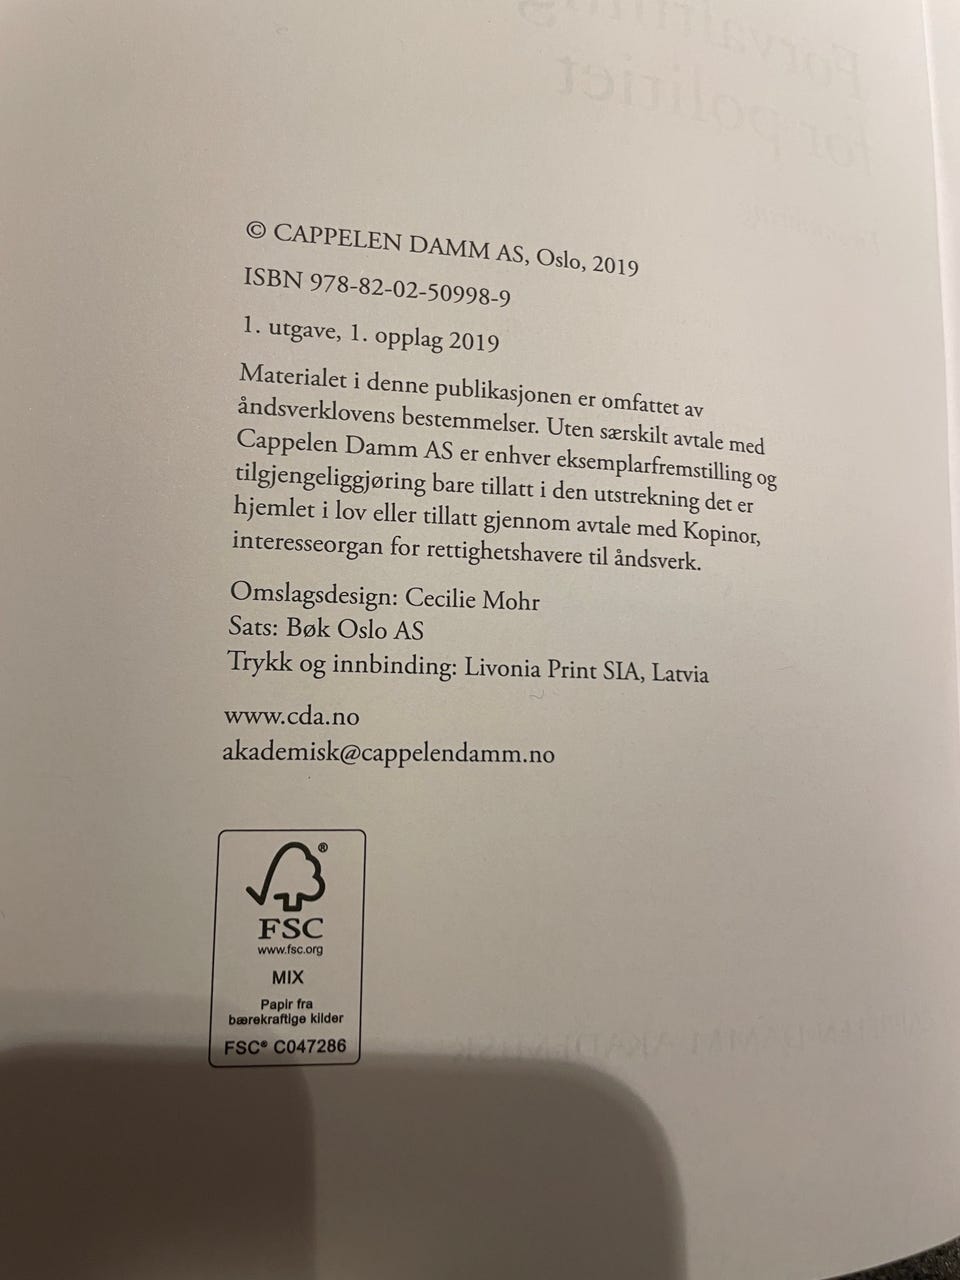 © CAPPELEN DAMM AS, Oslo, 2019
ISBN 978-82-02-50998-9
1. utgave, 1. opplag 2019
Materialet i denne publikasjonen er omfattet av
åndsverklovens bestemmelser. Uten særskilt avtale med
Cappelen Damm AS er enhver eksemplarfremstilling og
tilgjengeliggjøring bare tillatt i den utstrekning det er
hjemlet i lov eller tillatt gjennom avtale med Kopinor,
interesseorgan for rettighetshavere til åndsverk.
Omslagsdesign: Cecilie Mohr
Sats: Bøk Oslo AS
Trykk og innbinding: Livonia Print SIA, Latvia
www.cda.no
akademisk@cappelendamm.no
®
FSC
www.fsc.org
MIX
Papir fra
bærekraftige kilder
FSC® C047286